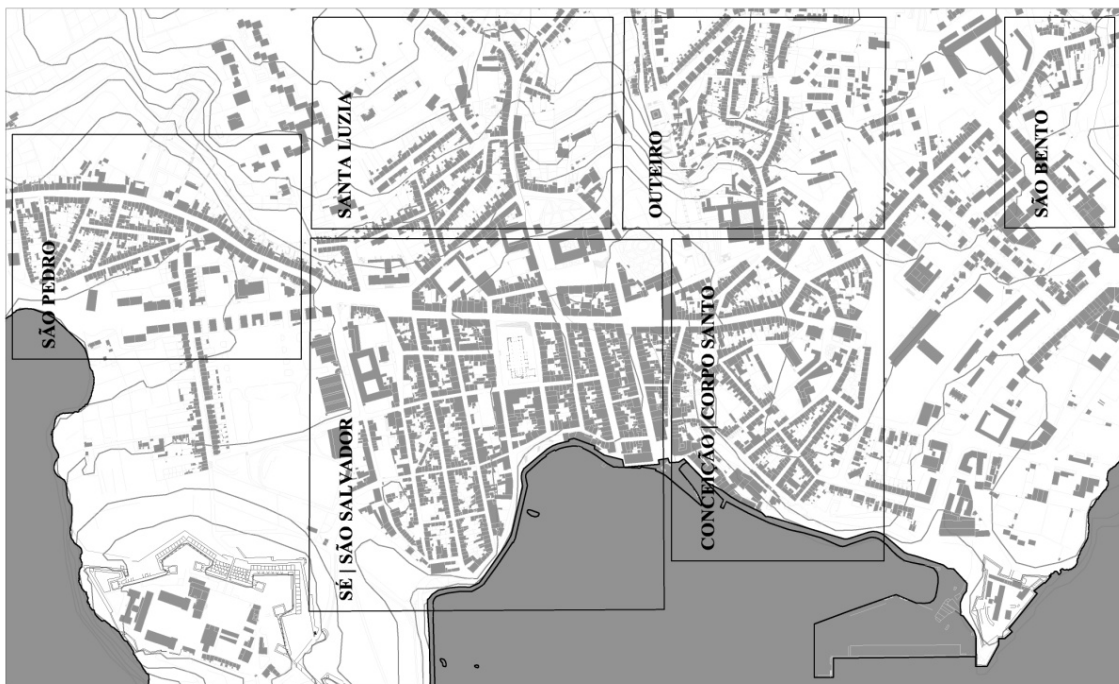 SÃO PEDRO
SANTA LUZIA
OUTEIRO
SÃO BENTO
SÉ | SÃO SALVADOR
CONCEIÇÃO | CORPO SANTO